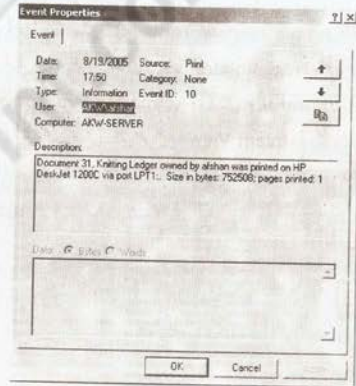 Event Properties
? X
Event
Date: 8/19/2005 Source: Print
Time: 17:50 Category: None
Type: Information Event ID: 10
User: AKW\afshan
Computer: AKW-SERVER
Description:
Document 31, Knitting Ledger owned by afshan was printed on HP
DeskJet 1200C via port LPT1:. Size in bytes: 752508; pages printed: 1
Data: Bytes Words
OK Cancel